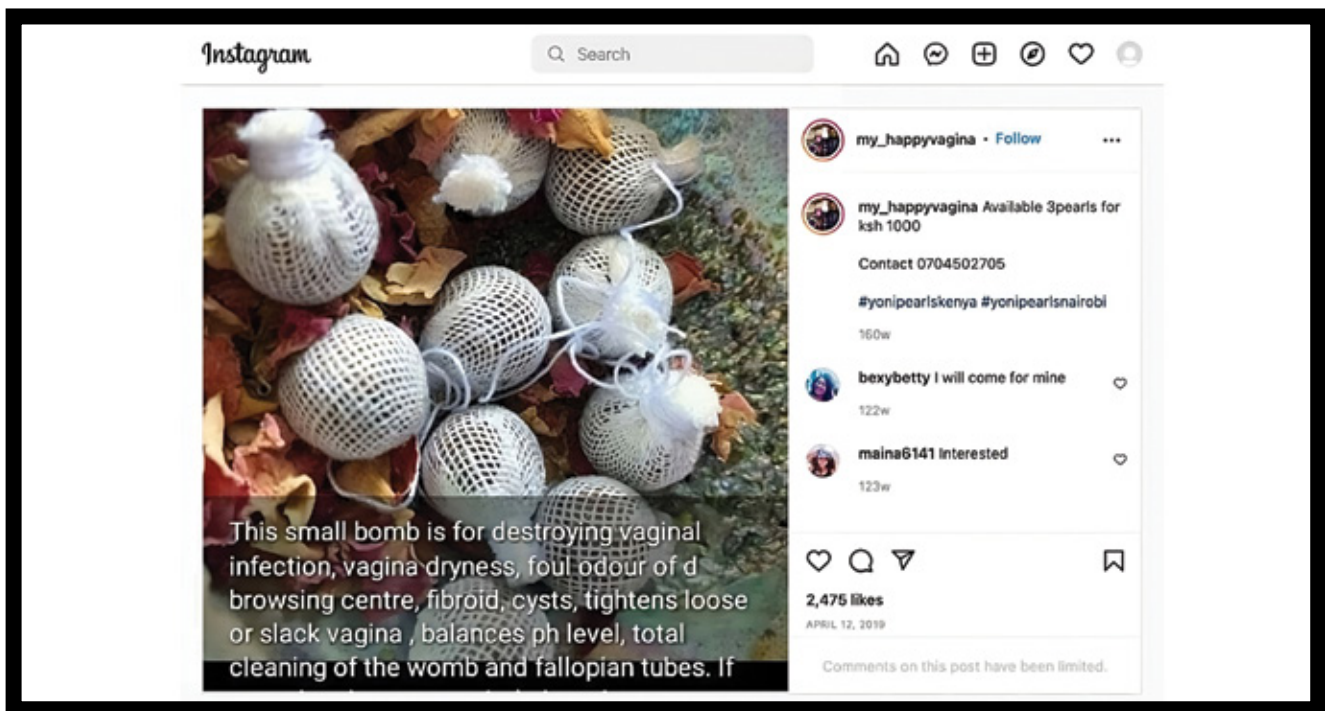 Instagram
Search
my_happyvagina • Follow
my_happyvagina Available 3pearls for
ksh 1000
Contact 0704502705
#yonipearlskenya #yonipearlsnairobi
160w
bexybetty I will come for mine
122w
maina6141 Interested
123w
2,475 likes
APRIL 12, 2019
Comments on this post have been limited.
This small bomb is for destroying vaginal
infection, vagina dryness, foul odour of d
browsing centre, fibroid, cysts, tightens loose
or slack vagina , balances ph level, total
cleaning of the womb and fallopian tubes. If